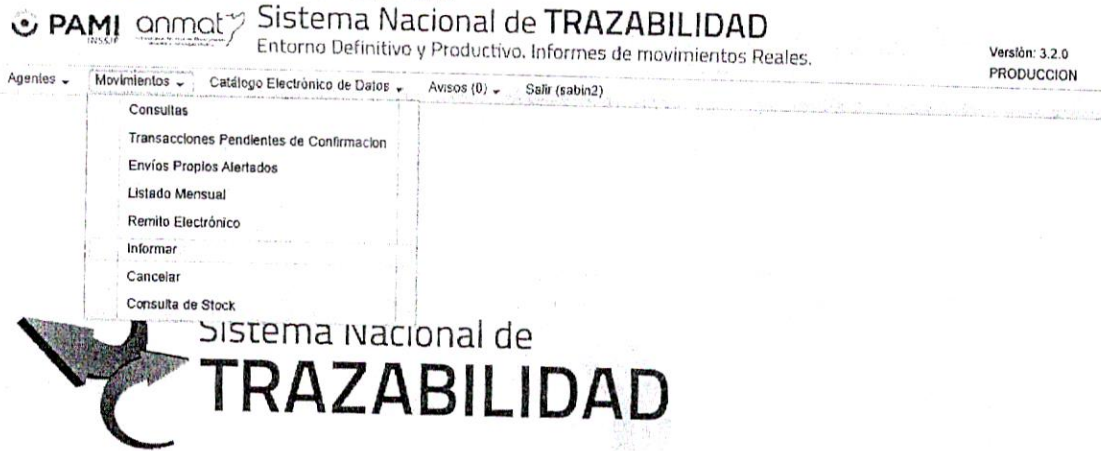 PAMI anmat Sistema Nacional de TRAZABILIDAD
INSSJP
Entorno Definitivo y Productivo. Informes de movimientos Reales.
Versión: 3.2.0
PRODUCCION
Agentes Movimientos Catálogo Electrónico de Datos Avisos (0) Salir (sabin2)
Consultas
Transacciones Pendientes de Confirmacion
Envíos Propios Alertados
Listado Mensual
Remito Electrónico
Informar
Cancelar
Consulta de Stock
Sistema Nacional de
TRAZABILIDAD